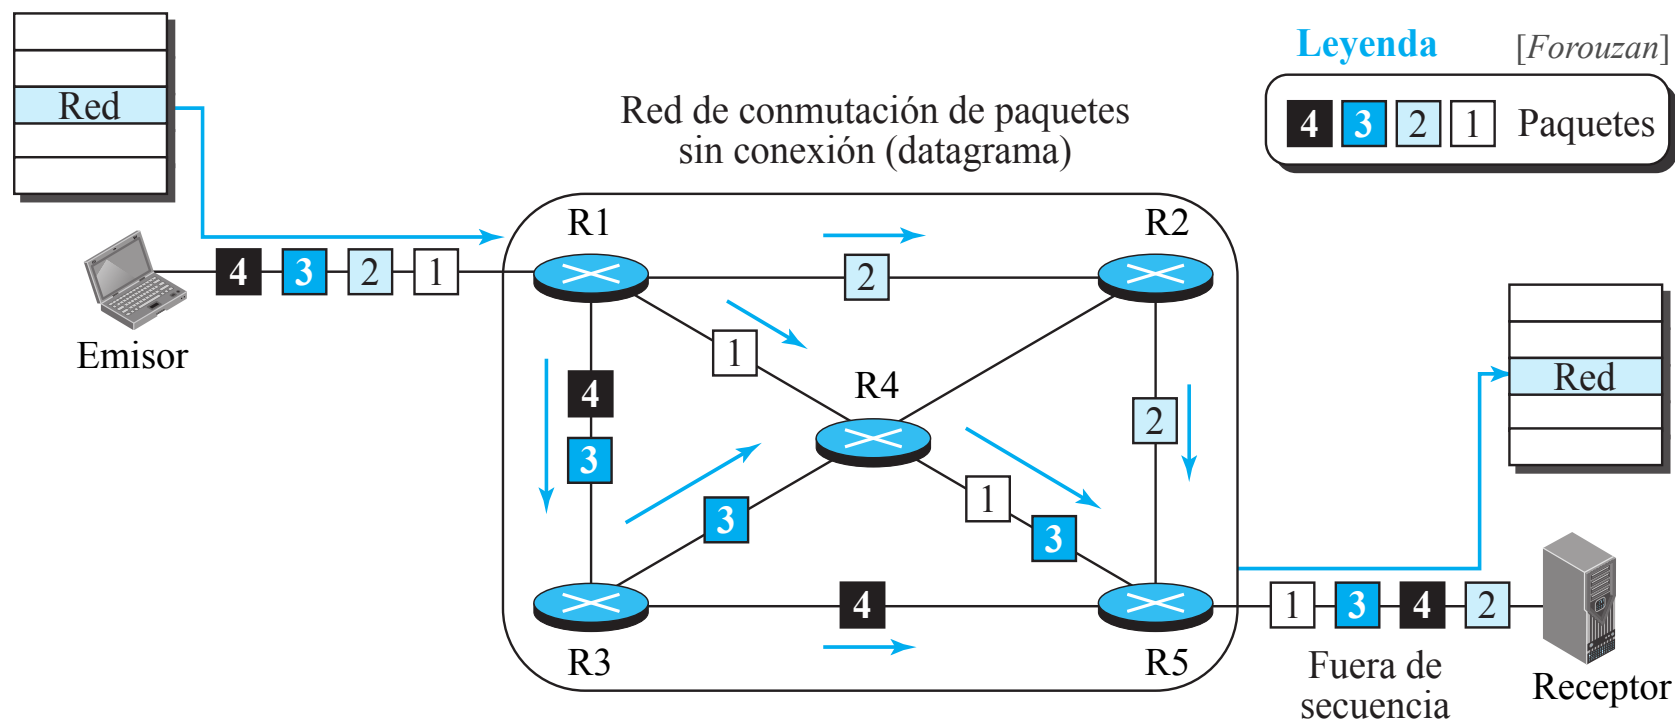 Leyenda
[Forouzan]
4 3 2 1 Paquetes
Red
Red de conmutación de paquetes
sin conexión (datagrama)
R1
R2
4 3 2 1
2
Emisor
1
R4
Red
4
2
3
1
3
3
4
1 3 4 2
R3
R5
Fuera de
secuencia
Receptor